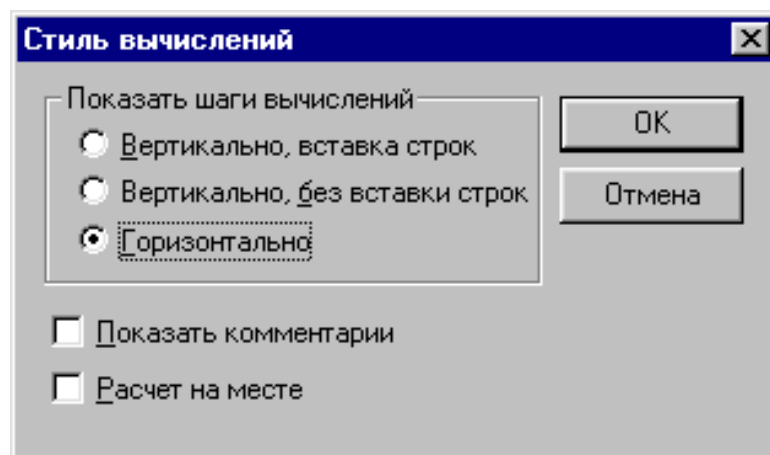 Стиль вычислений
Показать шаги вычислений
Вертикально, вставка строк
Вертикально, без вставки строк
Горизонтально
OK
Отмена
Показать комментарии
Расчет на месте